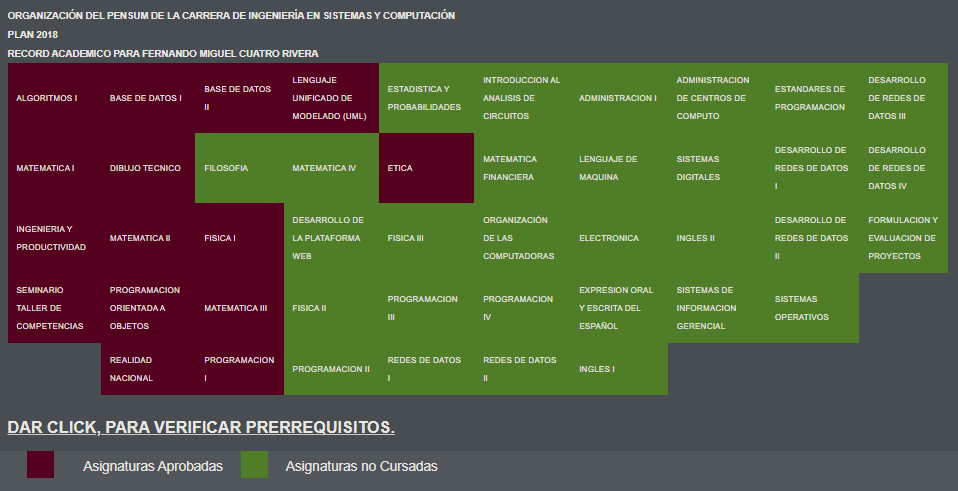 ORGANIZACIÓN DEL PENSUM DE LA CARRERA DE INGENIERÍA EN SISTEMAS Y COMPUTACIÓN
PLAN 2018
RECORD ACADEMICO PARA FERNANDO MIGUEL CUATRO RIVERA
ALGORITMOS I
BASE DE DATOS I
BASE DE DATOS
II
LENGUAJE
UNIFICADO DE
MODELADO (UML)
ESTADISTICA Y
PROBABILIDADES
INTRODUCCION AL
ANALISIS DE
CIRCUITOS
ADMINISTRACION I
ADMINISTRACION
DE CENTROS DE
COMPUTO
ESTANDARES DE
PROGRAMACION
DESARROLLO
DE REDES DE
DATOS III
MATEMATICA I
DIBUJO TECNICO
FILOSOFIA
MATEMATICA IV
ETICA
MATEMATICA
FINANCIERA
LENGUAJE DE
MAQUINA
SISTEMAS
DIGITALES
DESARROLLO DE
REDES DE DATOS
I
DESARROLLO
DE REDES DE
DATOS IV
INGENIERIA Y
PRODUCTIVIDAD
MATEMATICA II
FISICA I
DESARROLLO DE
LA PLATAFORMA
WEB
FISICA III
ORGANIZACIÓN
DE LAS
COMPUTADORAS
ELECTRONICA
INGLES II
DESARROLLO DE
REDES DE DATOS
II
FORMULACION Y
EVALUACION DE
PROYECTOS
SEMINARIO
TALLER DE
COMPETENCIAS
PROGRAMACION
ORIENTADA A
OBJETOS
MATEMATICA III
FISICA II
PROGRAMACION
III
PROGRAMACION
IV
EXPRESION ORAL
Y ESCRITA DEL
ESPAÑOL
SISTEMAS DE
INFORMACION
GERENCIAL
SISTEMAS
OPERATIVOS
REALIDAD
NACIONAL
PROGRAMACION
I
PROGRAMACION II
REDES DE DATOS
I
REDES DE DATOS
II
INGLES I
DAR CLICK, PARA VERIFICAR PRERREQUISITOS.
Asignaturas Aprobadas
Asignaturas no Cursadas